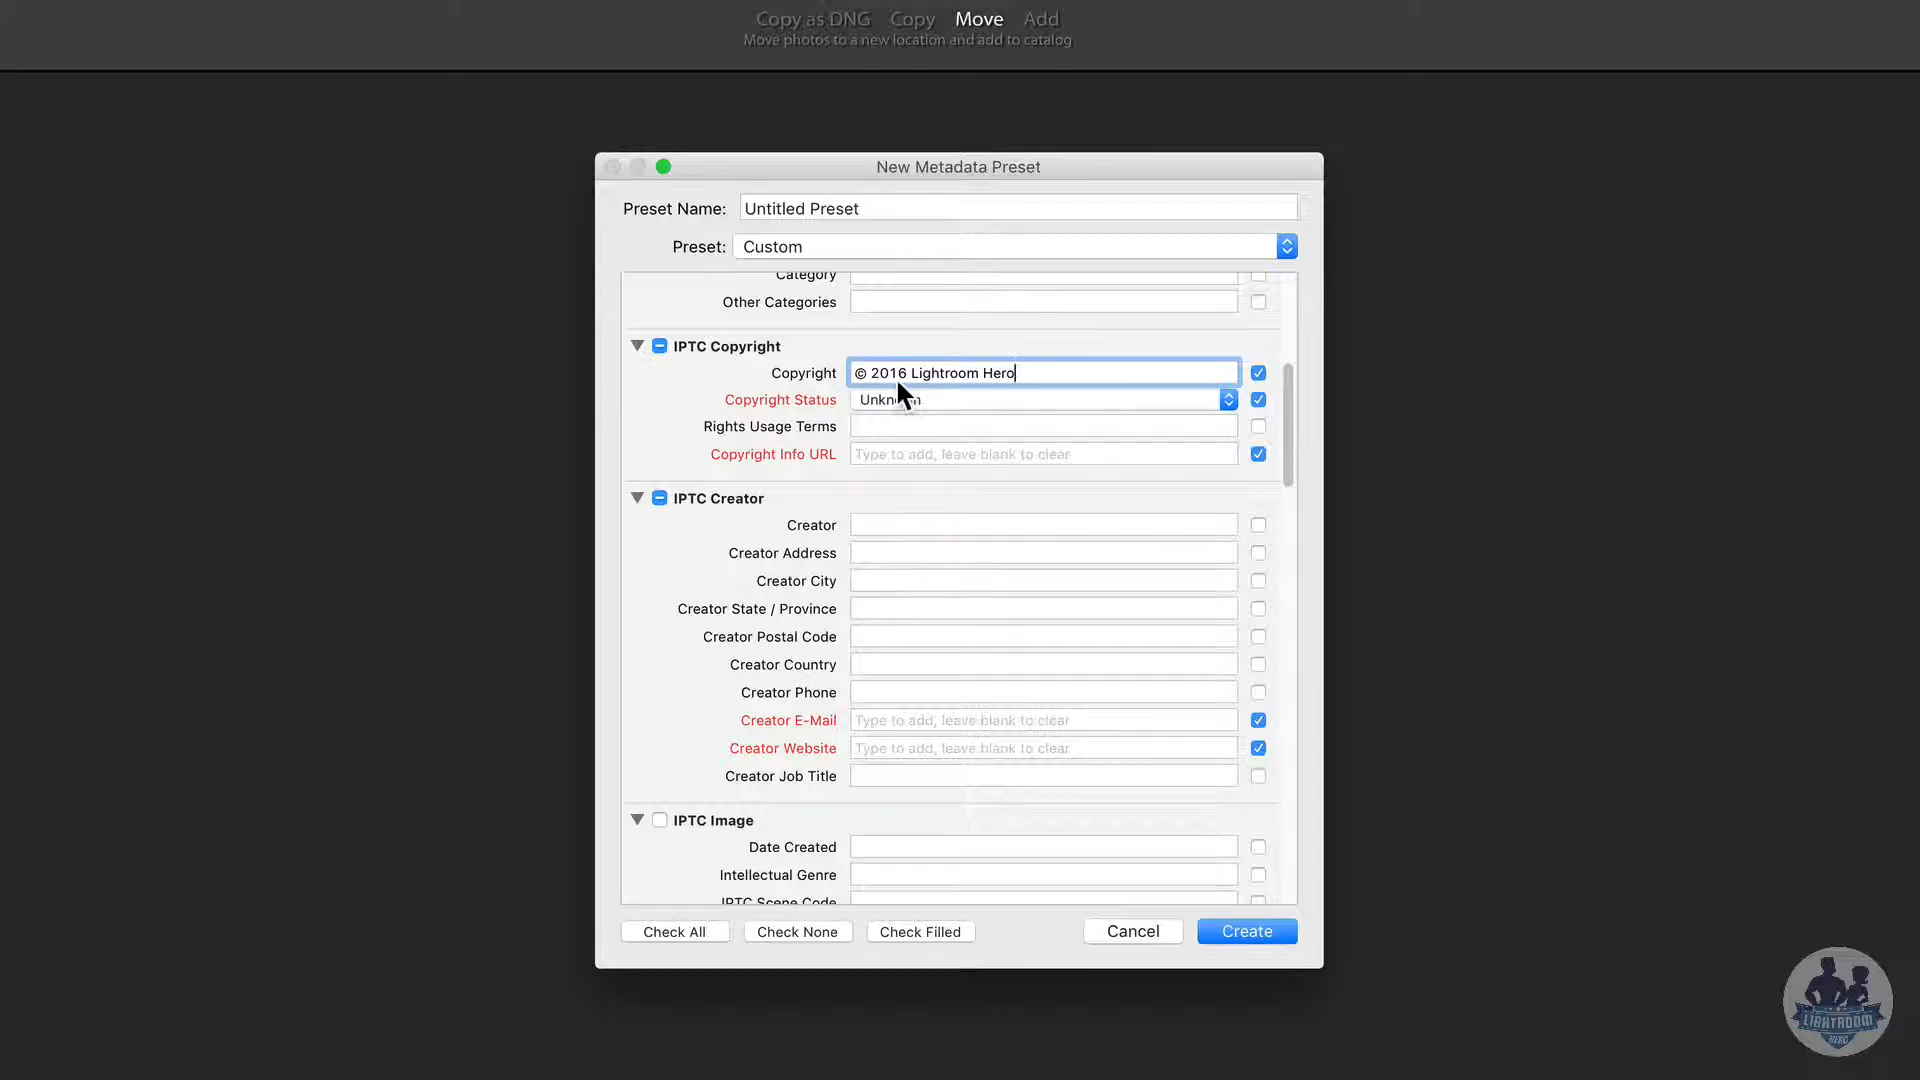 Copy as DNG Copy Move Add
Move photos to a new location and add to catalog
New Metadata Preset
Preset Name: Untitled Preset
Preset: Custom
Category
Other Categories
IPTC Copyright
Copyright © 2016 Lightroom Hero
Copyright Status
Rights Usage Terms
Copyright Info URL Type to add, leave blank to clear
IPTC Creator
Creator
Creator Address
Creator City
Creator State / Province
Creator Postal Code
Creator Country
Creator Phone
Creator E-Mail Type to add, leave blank to clear
Creator Website Type to add, leave blank to clear
Creator Job Title
IPTC Image
Date Created
Intellectual Genre
IPTC Scene Code
Check All Check None Check Filled Cancel Create
LIGHTROOM
HERO